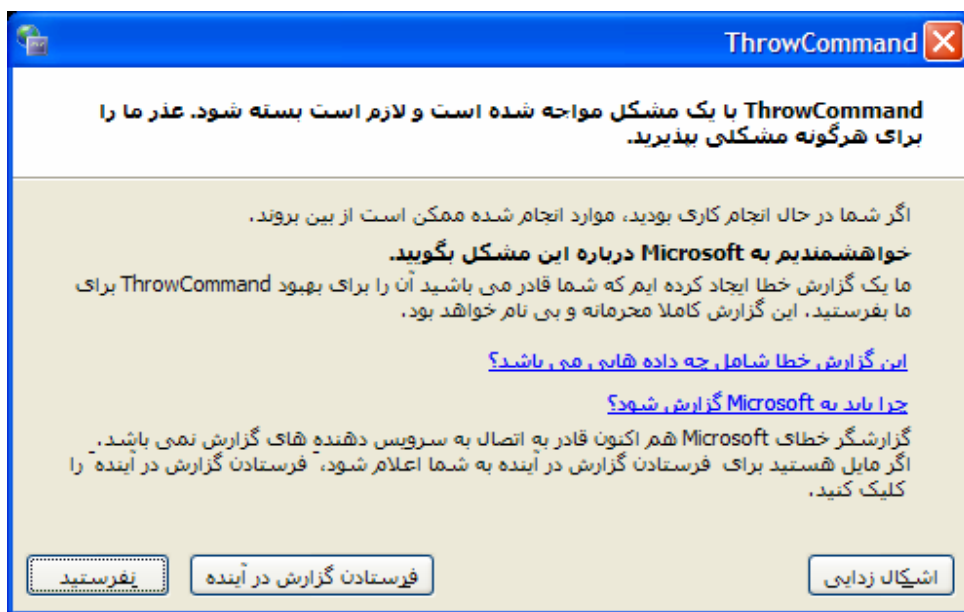 ThrowCommand
ThrowCommand با یک مشکل مواجه شده است و لازم است بسته شود. عذر ما را
برای هرگونه مشکلی بپذیرید.
اگر شما در حال انجام کاری بودید، موارد انجام شده ممکن است از بین بروند.
خواهشمندیم به Microsoft درباره این مشکل بگویید.
ما یک گزارش خطا ایجاد کرده ایم که شما قادر می باشید آن را برای بهبود ThrowCommand برای
ما بفرستید. این گزارش کاملا محرمانه و بی نام خواهد بود.
این گزارش خطا شامل چه داده هایی می باشد؟
چرا باید به Microsoft گزارش شود؟
گزارشگر خطای Microsoft هم اکنون قادر به اتصال به سرویس دهنده های گزارش نمی باشد.
اگر مایل هستید برای فرستادن گزارش در آینده به شما اعلام شود، "فرستادن گزارش در آینده" را
کلیک کنید.
اشکال زدایی
فرستادن گزارش در آینده
نفرستید